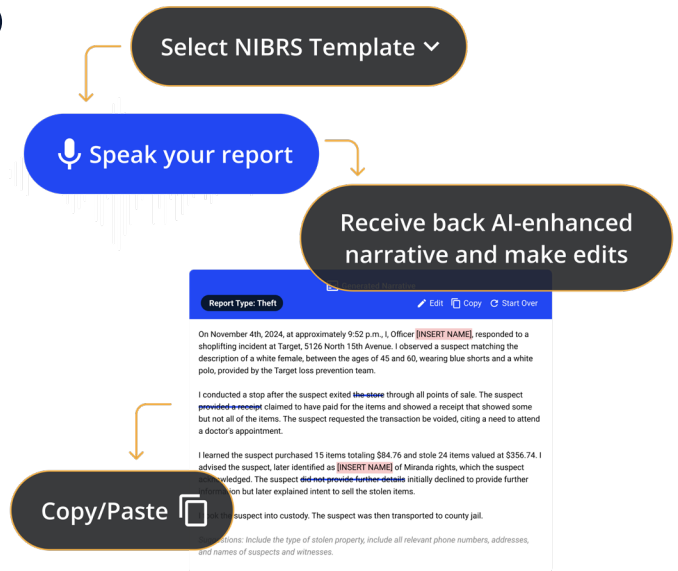 Select NIBRS Template
Speak your report
Receive back AI-enhanced
narrative and make edits
Generated Narrative
Report Type: Theft
Edit Copy Start Over
On November 4th, 2024, at approximately 9:52 p.m., I, Officer [INSERT NAME], responded to a
shoplifting incident at Target, 5126 North 15th Avenue. I observed a suspect matching the
description of a white female, between the ages of 45 and 60, wearing blue shorts and a white
polo, provided by the Target loss prevention team.
I conducted a stop after the suspect exited the store through all points of sale. The suspect
provided a receipt claimed to have paid for the items and showed a receipt that showed some
but not all of the items. The suspect requested the transaction be voided, citing a need to attend
a doctor's appointment.
I learned the suspect purchased 15 items totaling $84.76 and stole 24 items valued at $356.74. I
advised the suspect, later identified as [INSERT NAME] of Miranda rights, which the suspect
acknowledged. The suspect did not provide further details initially declined to provide further
information but later explained intent to sell the stolen items.
I took the suspect into custody. The suspect was then transported to county jail.
Suggestions: Include the type of stolen property, include all relevant phone numbers, addresses,
and names of suspects and witnesses.
Copy/Paste